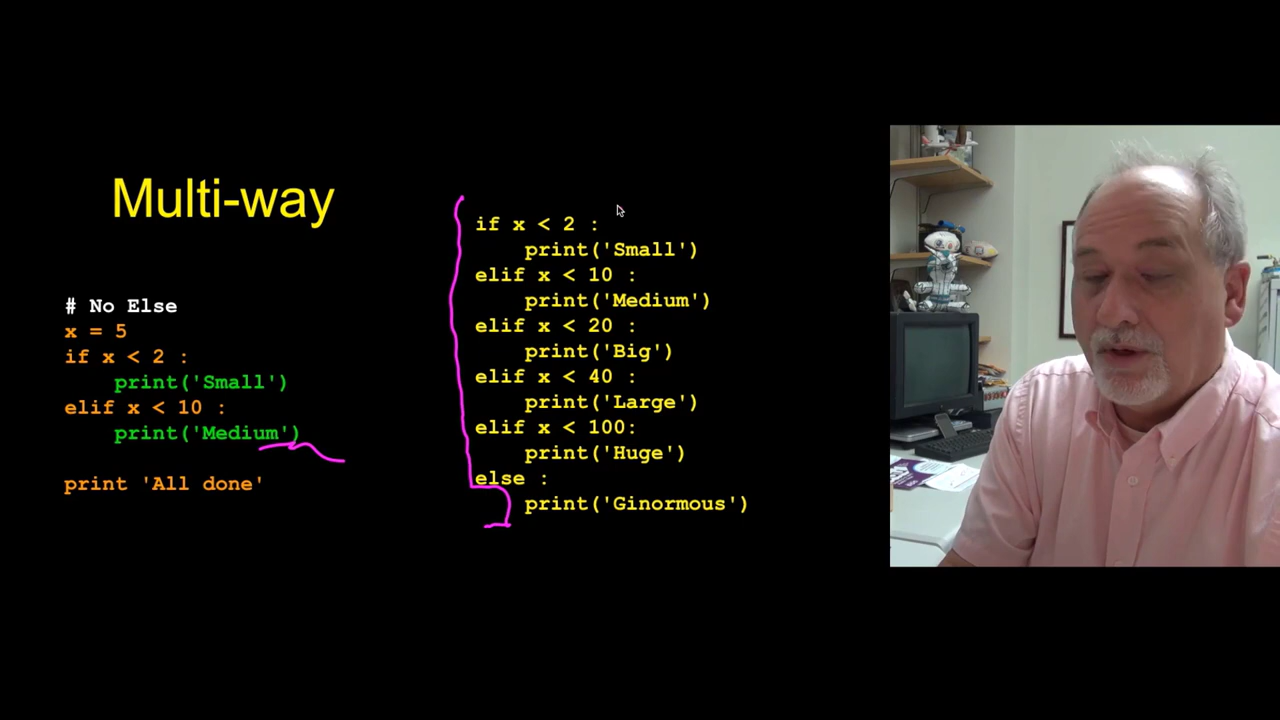 Multi-way
# No Else
x = 5
if x < 2 :
    print('Small')
elif x < 10 :
    print('Medium')
print 'All done'
if x < 2 :
    print('Small')
elif x < 10 :
    print('Medium')
elif x < 20 :
    print('Big')
elif x < 40 :
    print('Large')
elif x < 100:
    print('Huge')
else :
    print('Ginormous')